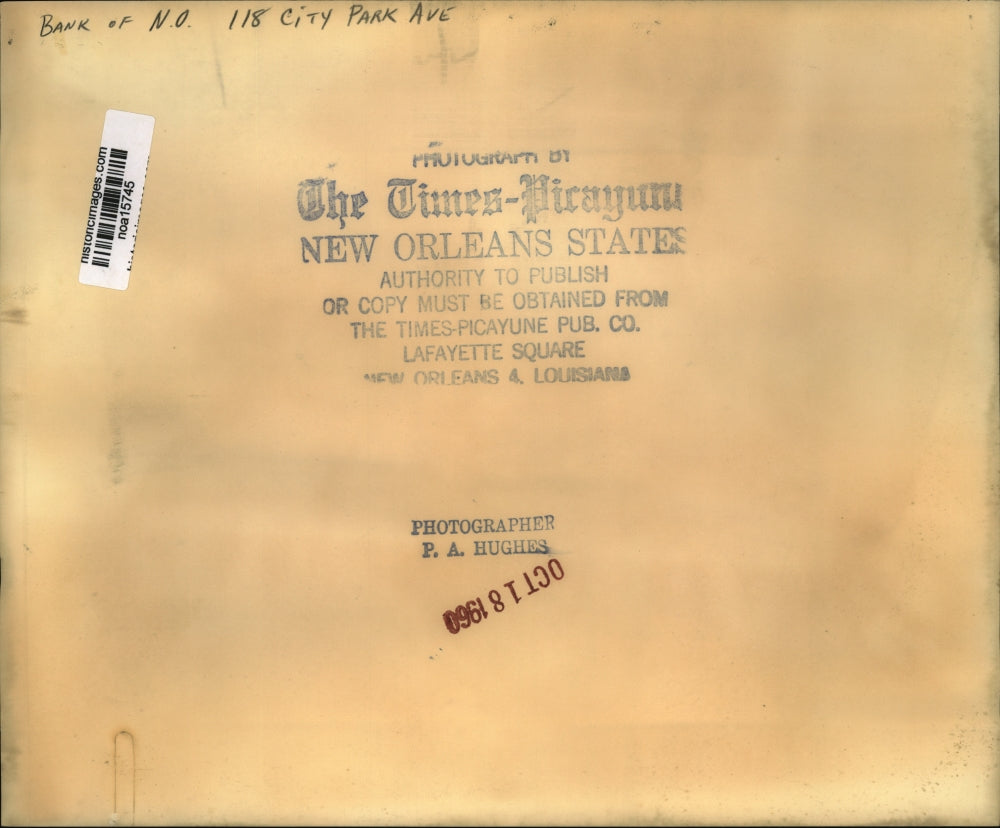 BANK OF N.O. 118 CITY PARK AVE
historicimages.com
noa15745
PHOTOGRAPH BY
The Times-Picayune
NEW ORLEANS STATES
AUTHORITY TO PUBLISH
OR COPY MUST BE OBTAINED FROM
THE TIMES-PICAYUNE PUB. CO.
LAFAYETTE SQUARE
NEW ORLEANS 4, LOUISIANA
PHOTOGRAPHER
P. A. HUGHES
OCT 18 1960